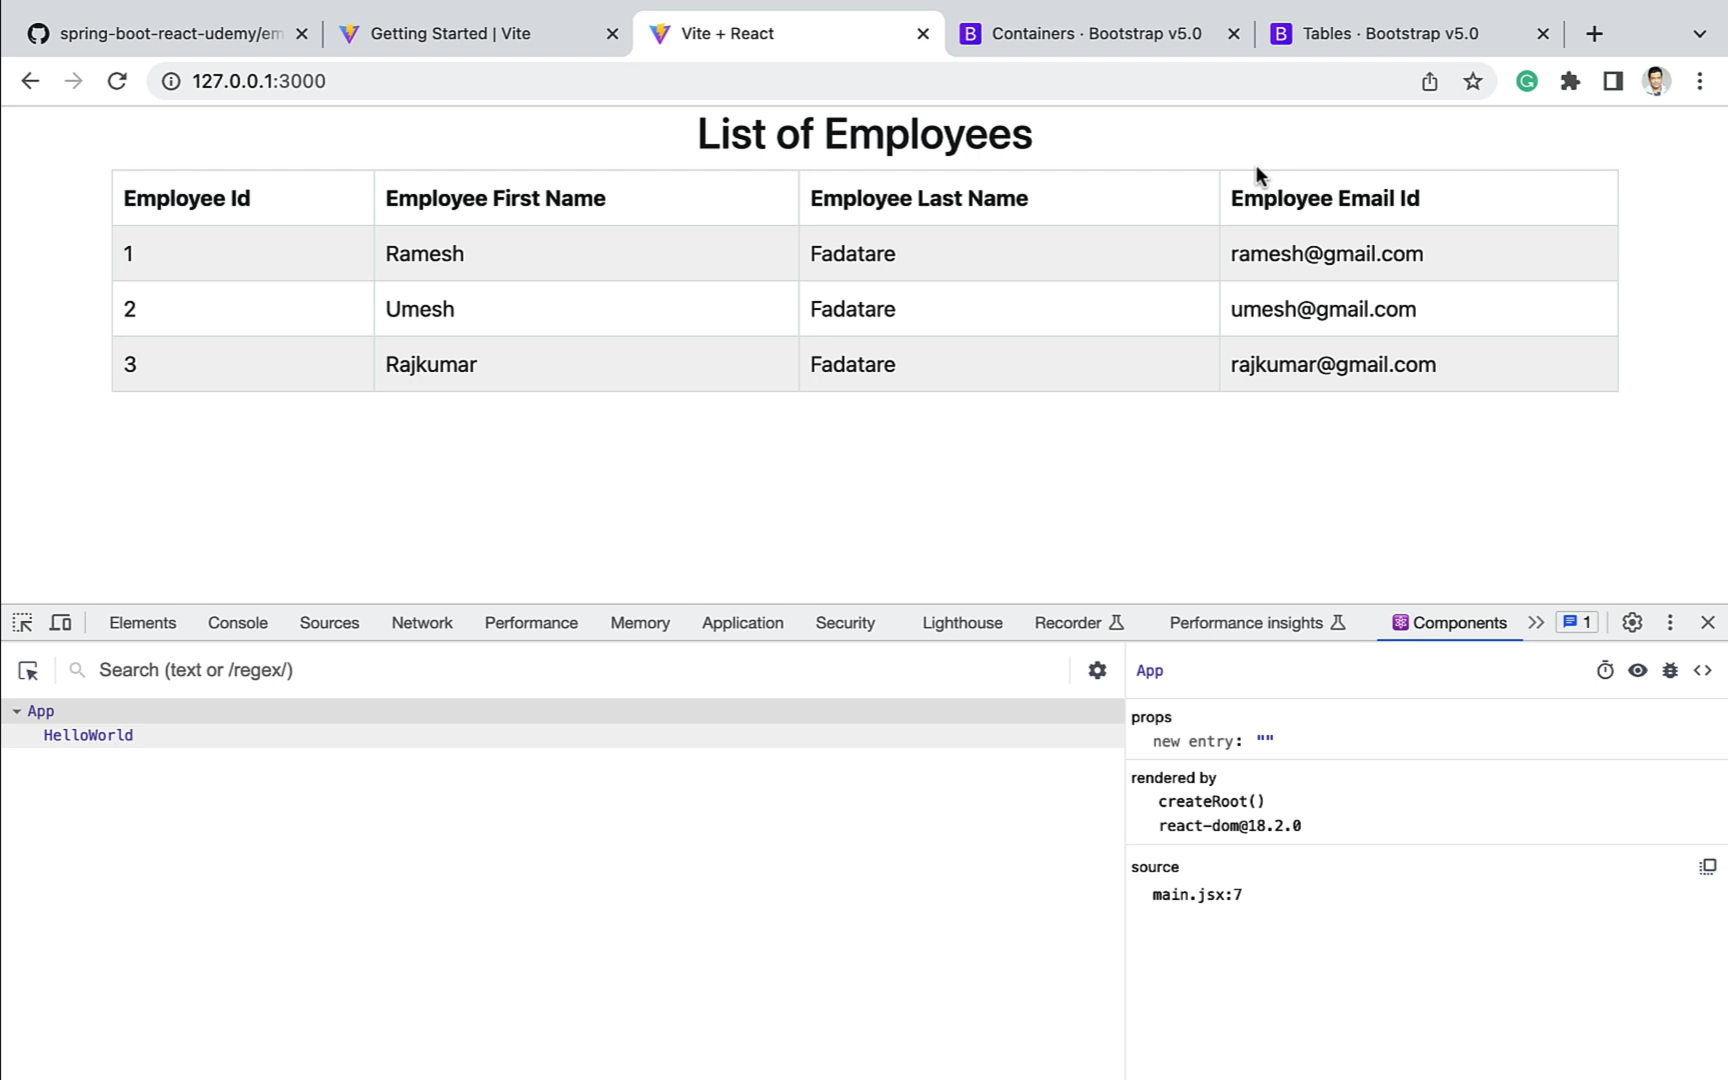 spring-boot-react-udemy/em
Getting Started | Vite
Vite + React
Containers · Bootstrap v5.0
Tables · Bootstrap v5.0
127.0.0.1:3000
List of Employees
Employee Id Employee First Name Employee Last Name Employee Email Id
1 Ramesh Fadatare ramesh@gmail.com
2 Umesh Fadatare umesh@gmail.com
3 Rajkumar Fadatare rajkumar@gmail.com
Elements Console Sources Network Performance Memory Application Security Lighthouse Recorder Performance insights Components 1
Search (text or /regex/)
App
App
HelloWorld
props
new entry: ""
rendered by
createRoot()
react-dom@18.2.0
source
main.jsx:7